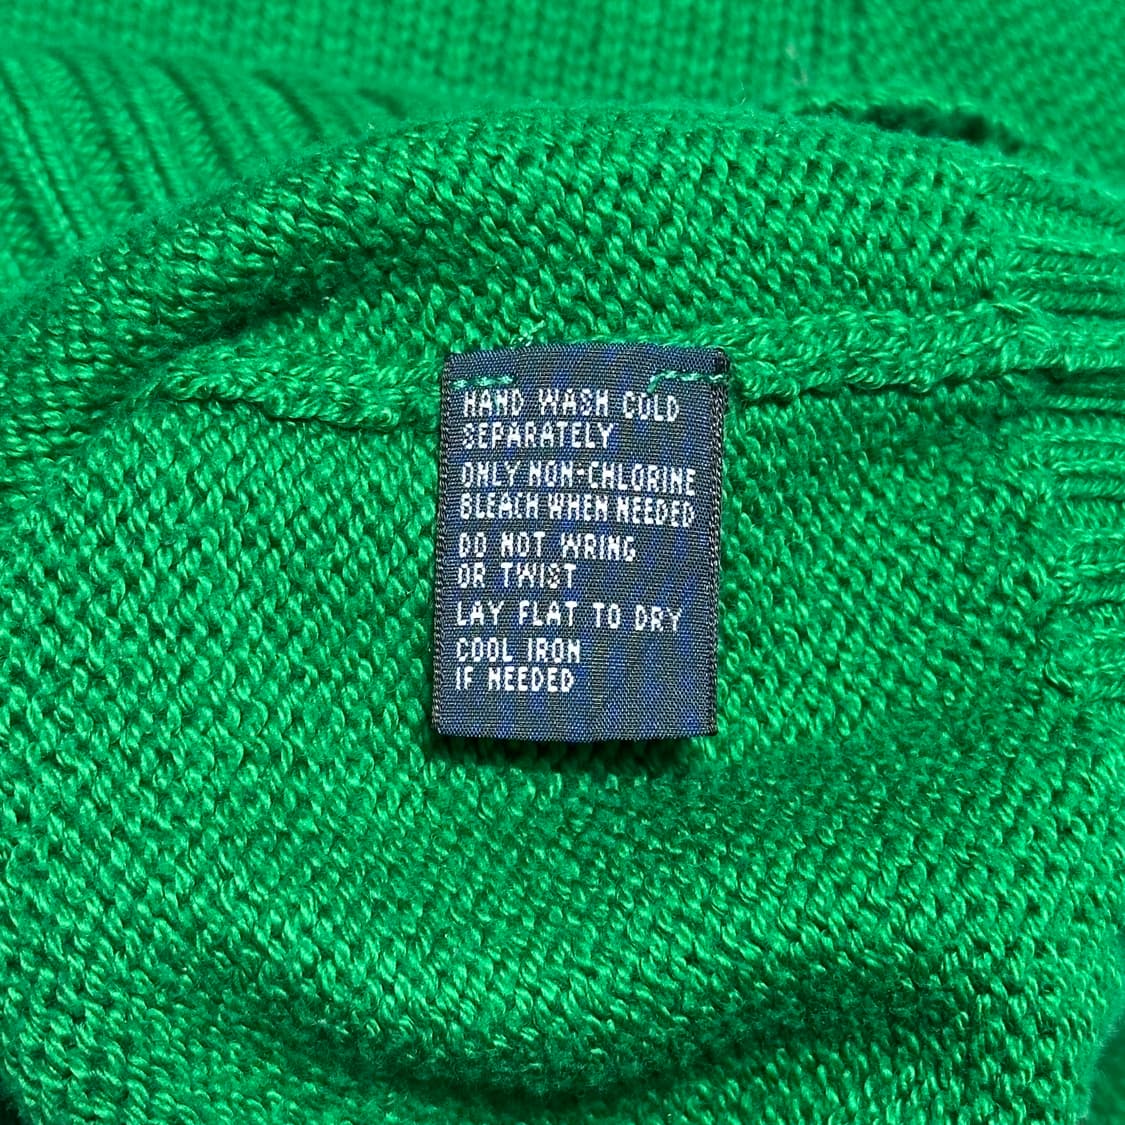 HAND WASH COLD
SEPARATELY
ONLY NON-CHLORINE
BLEACH WHEN NEEDED
DO NOT WRING
OR TWIST
LAY FLAT TO DRY
COOL IRON
IF NEEDED